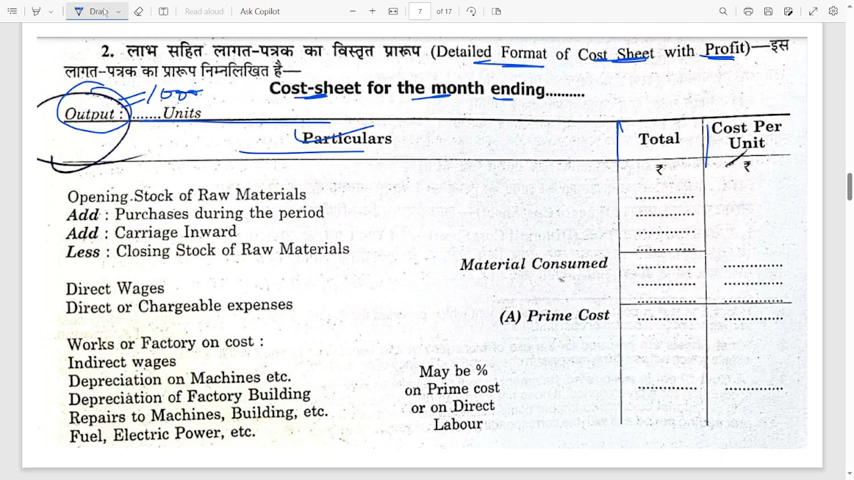 Draw
Read aloud
Ask Copilot
7
of 17
2. लाभ सहित लागत-पत्रक का विस्तृत प्रारूप (Detailed Format of Cost Sheet with Profit)—इस
लागत-पत्रक का प्रारूप निम्नलिखित है—
Cost-sheet for the month ending..........
Output : ........Units
Particulars
Total
Cost Per
Unit
₹
₹
Opening Stock of Raw Materials ................
Add : Purchases during the period ................
Add : Carriage Inward ................
Less : Closing Stock of Raw Materials ................
Material Consumed ................ ................
Direct Wages ................ ................
Direct or Chargeable expenses ................ ................
(A) Prime Cost ................ ................
Works or Factory on cost :
Indirect wages
Depreciation on Machines etc.
Depreciation of Factory Building
Repairs to Machines, Building, etc.
Fuel, Electric Power, etc.
May be %
on Prime cost
or on Direct
Labour
................ ................